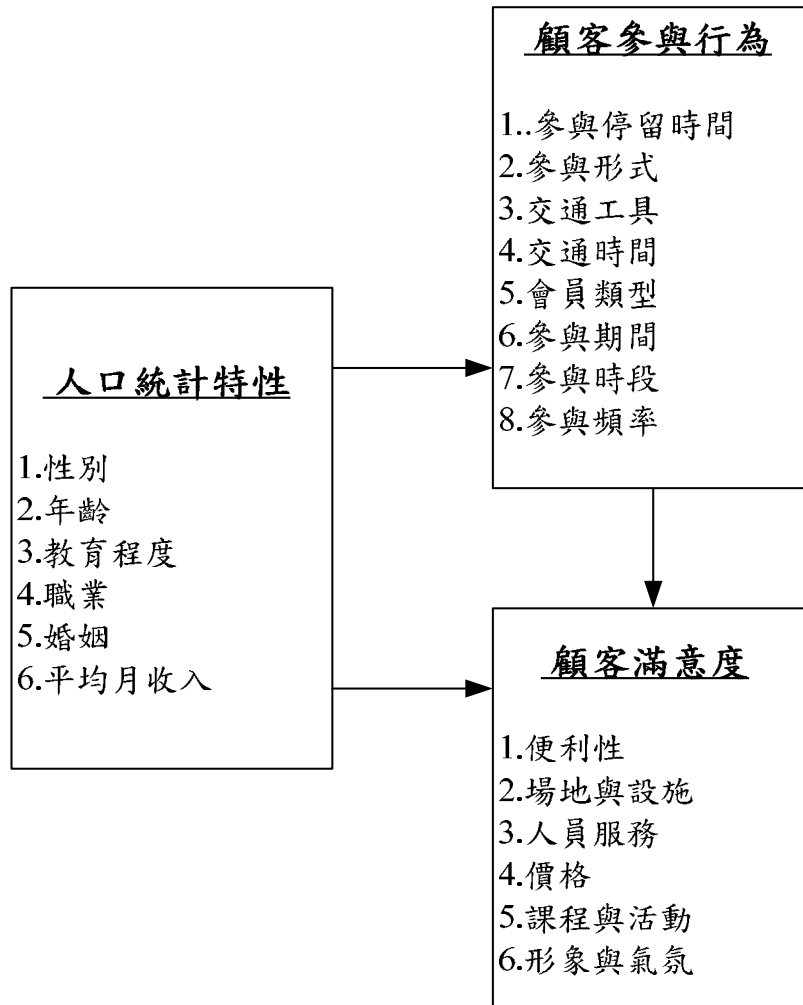 顧客參與行為
1..參與停留時間
2.參與形式
3.交通工具
4.交通時間
5.會員類型
6.參與期間
7.參與時段
8.參與頻率
人口統計特性
1.性別
2.年齡
3.教育程度
4.職業
5.婚姻
6.平均月收入
顧客滿意度
1.便利性
2.場地與設施
3.人員服務
4.價格
5.課程與活動
6.形象與氣氛